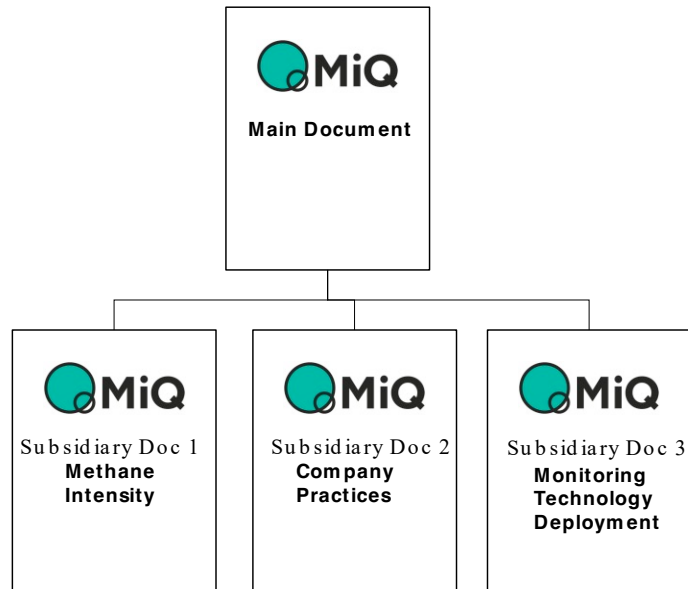 MiQ
Main Document
MiQ
Subsidiary Doc 1
Methane
Intensity
MiQ
Subsidiary Doc 2
Company
Practices
MiQ
Subsidiary Doc 3
Monitoring
Technology
Deployment